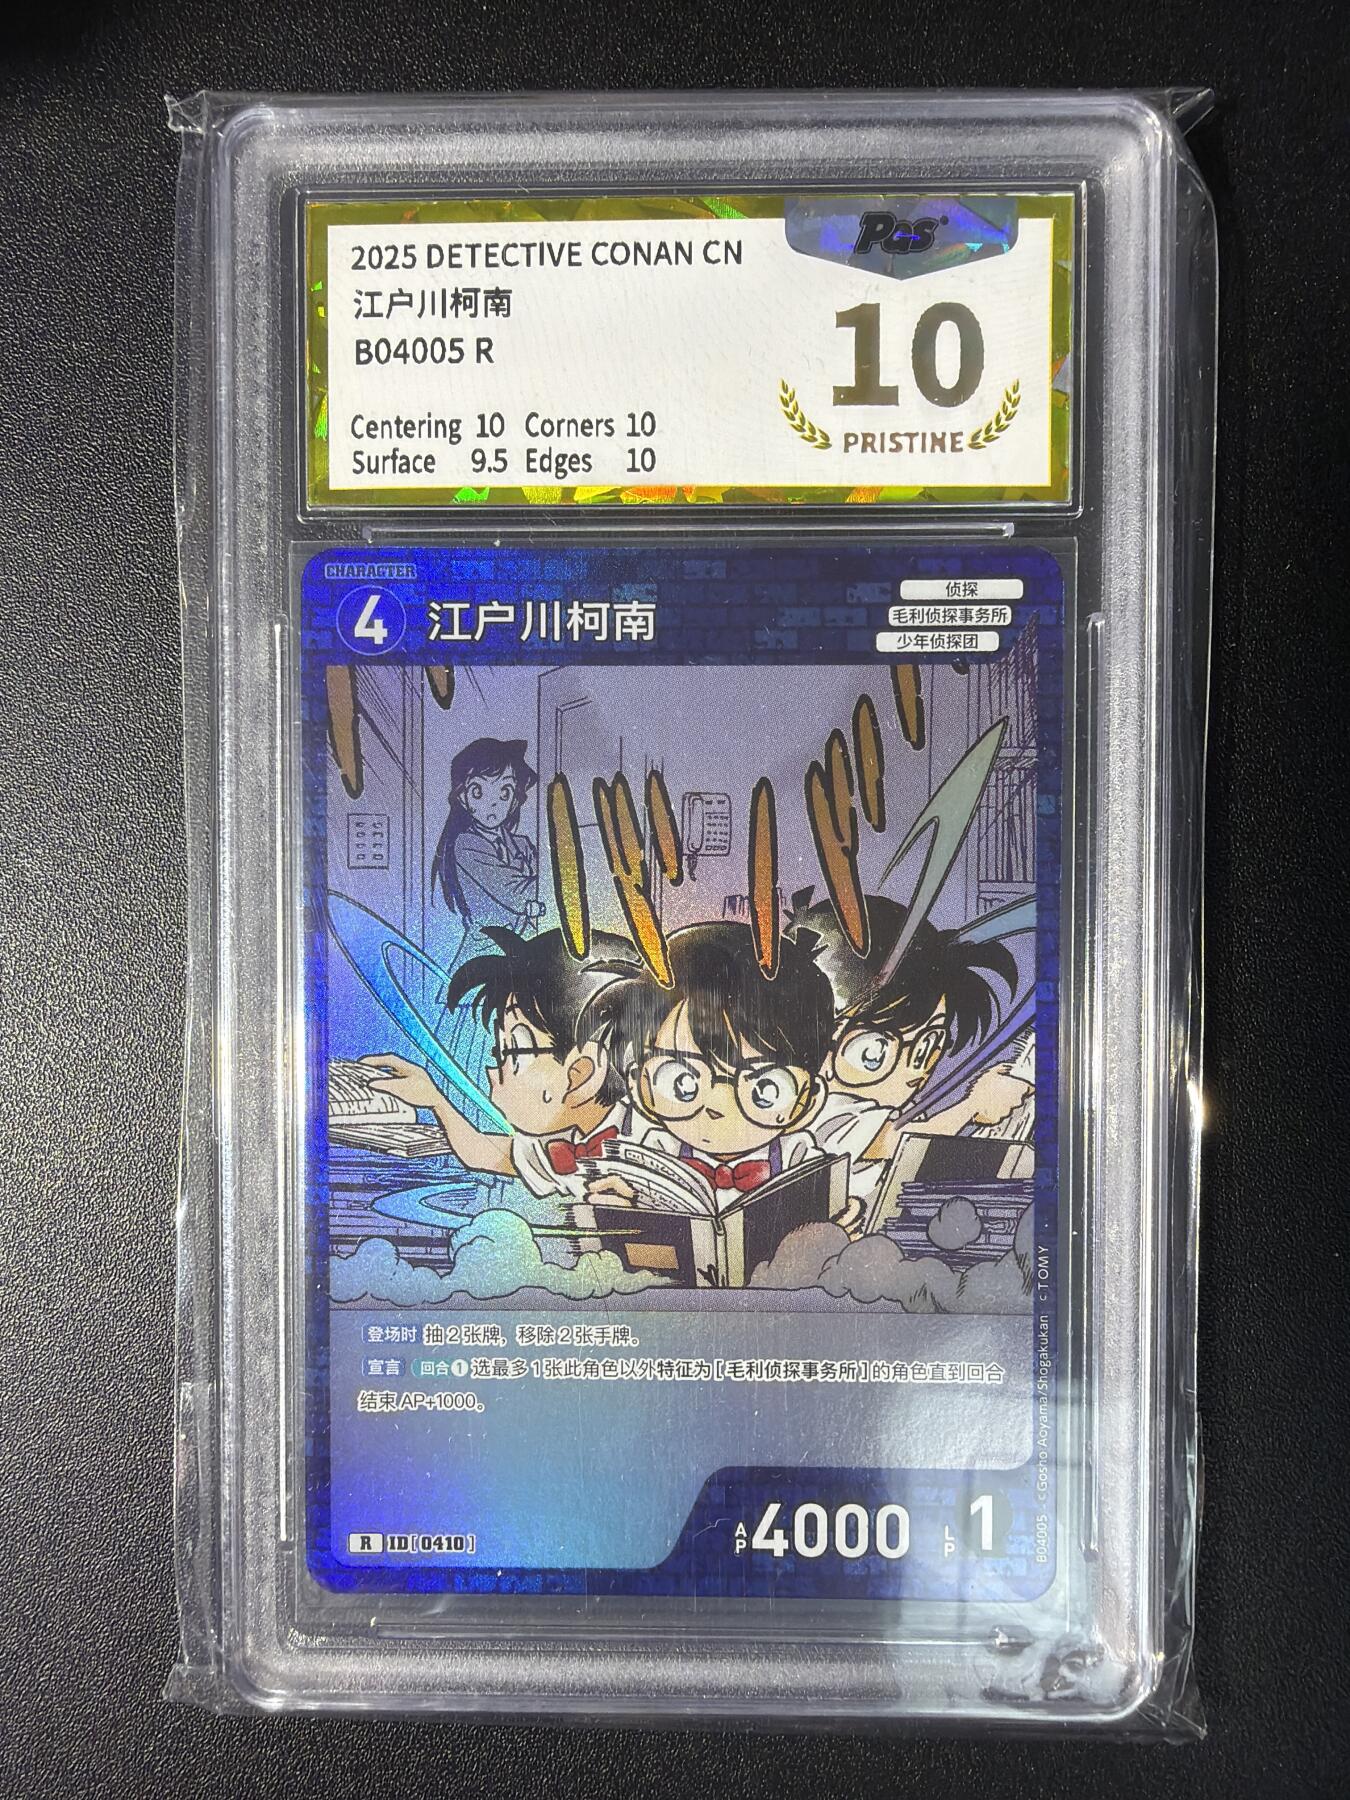 PGS
2025 DETECTIVE CONAN CN
江户川柯南
B04005 R
10
PRISTINE
Centering 10 Corners 10
Surface 9.5 Edges 10
CHARACTER
4 江户川柯南
侦探
毛利侦探事务所
少年侦探团
登场时 抽2张牌，移除2张手牌。
宣言 回合1 选最多1张此角色以外特征为[毛利侦探事务所]的角色直到回合
结束AP+1000。
R ID[0410]
AP 4000 LP 1
B04005 c Gosho Aoyama/Shogakukan c TOMY